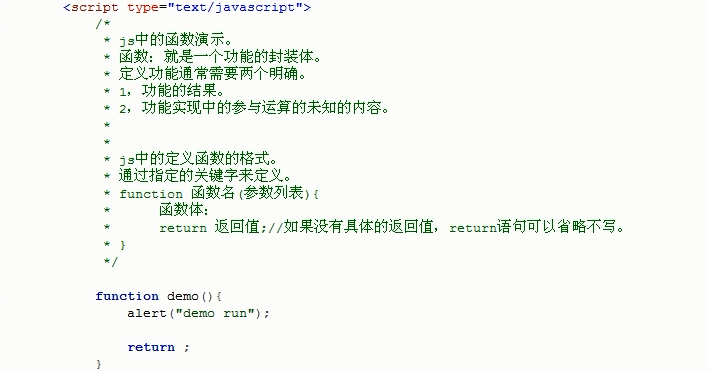 <script type="text/javascript">
/*
* js中的函数演示。
* 函数：就是一个功能的封装体。
* 定义功能通常需要两个明确。
* 1，功能的结果。
* 2，功能实现中的参与运算的未知的内容。
*
*
* js中的定义函数的格式。
* 通过指定的关键字来定义。
* function 函数名(参数列表){
* 函数体：
* return 返回值;//如果没有具体的返回值，return语句可以省略不写。
* }
*/
function demo(){
alert("demo run");
return ;
}